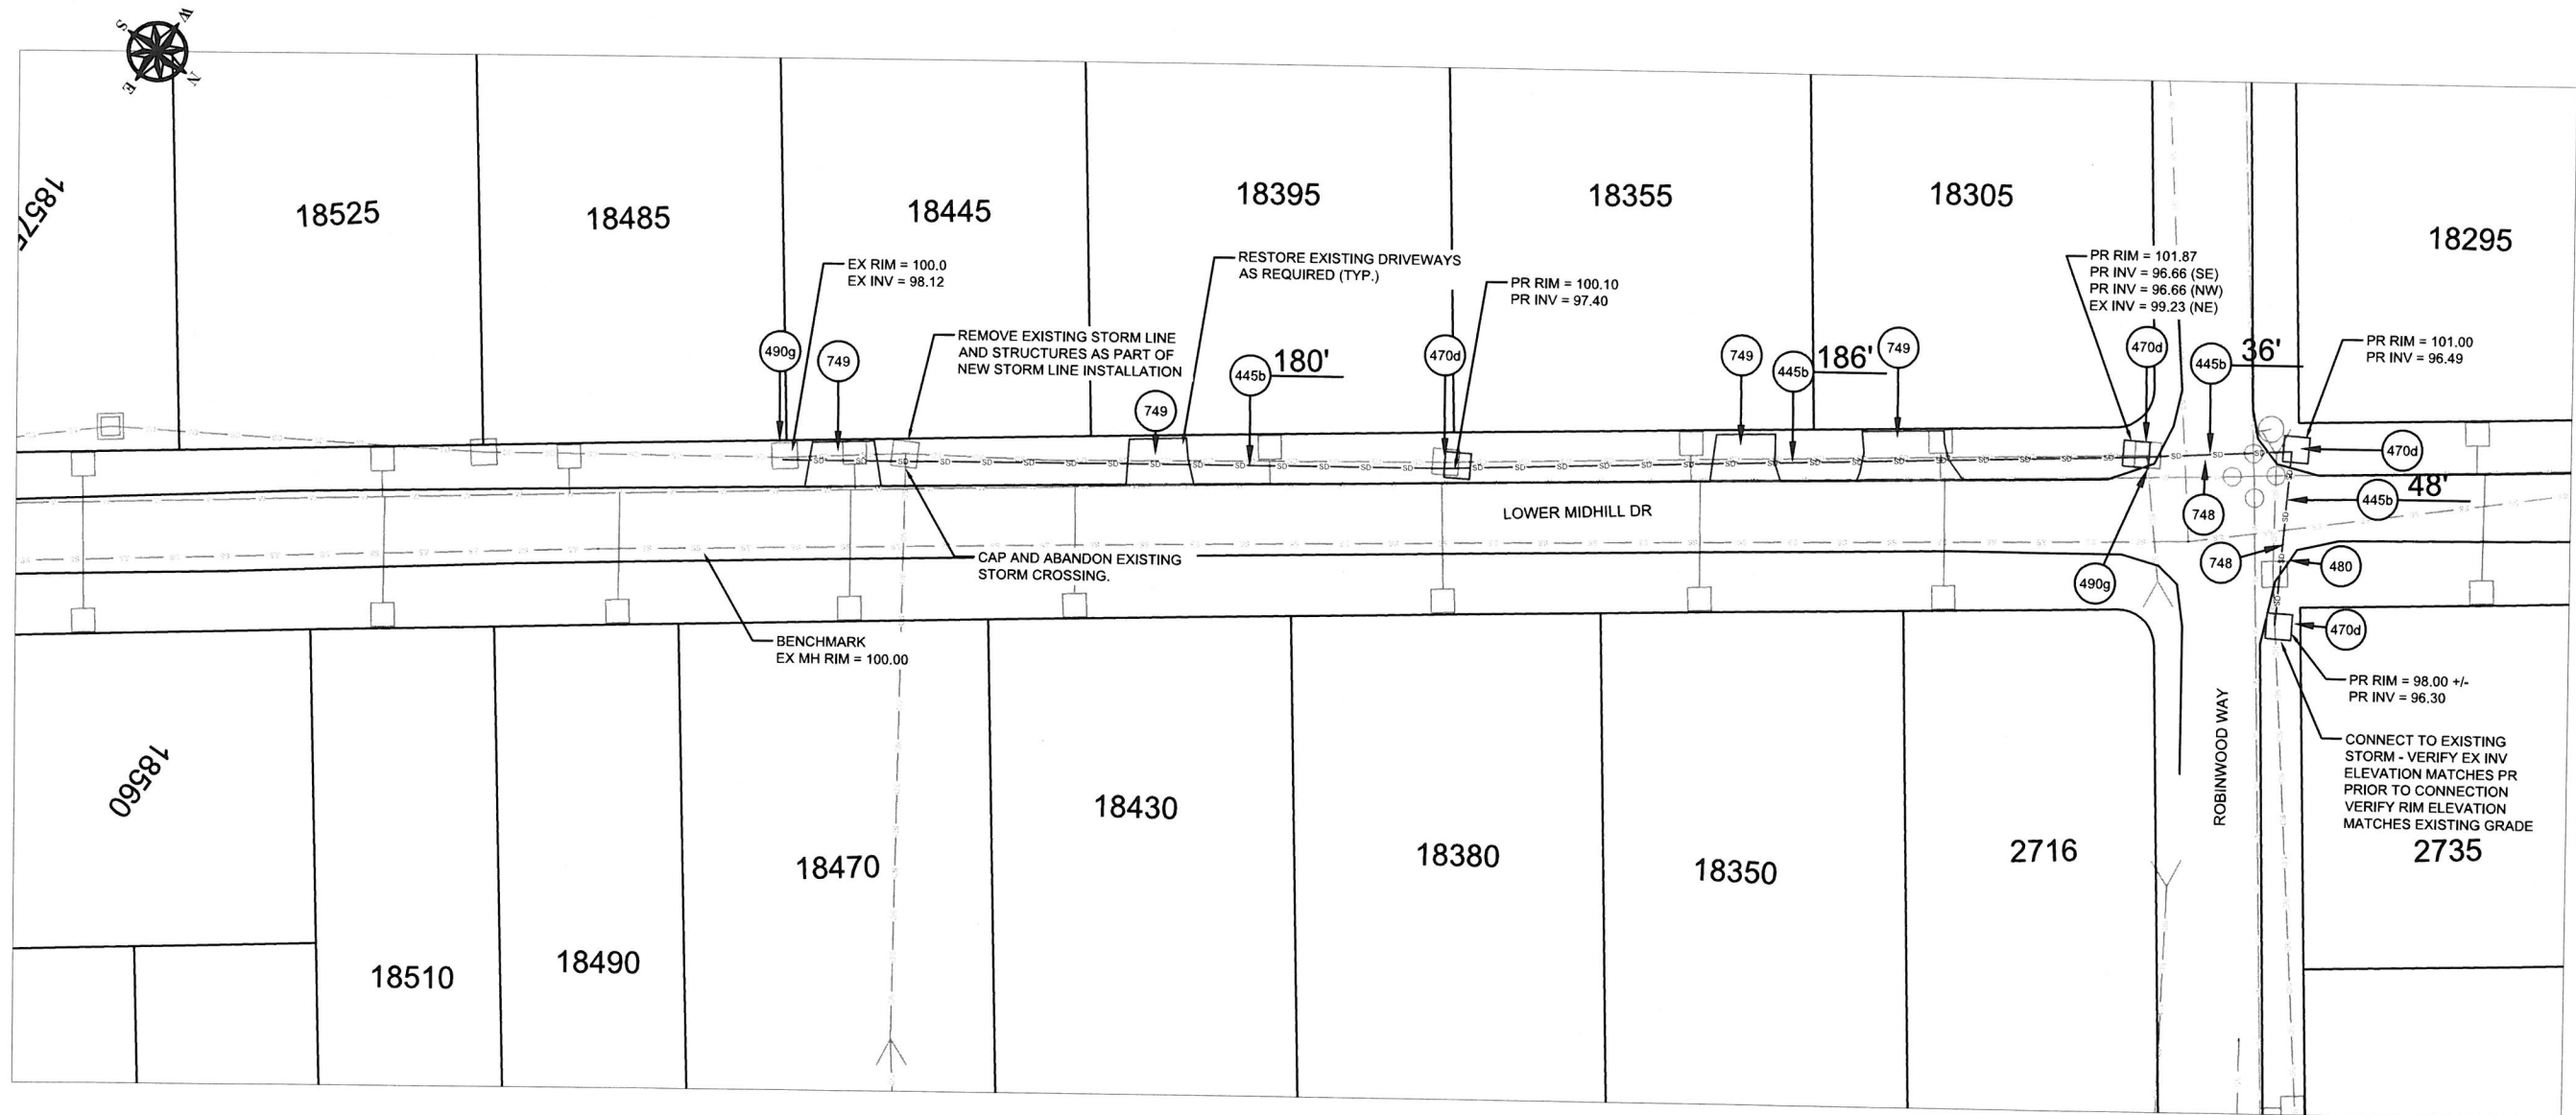 W
S
N
E
18575
18525
18485
18445
18395
18355
18305
18295
EX RIM = 100.0
EX INV = 98.12
RESTORE EXISTING DRIVEWAYS
AS REQUIRED (TYP.)
PR RIM = 100.10
PR INV = 97.40
PR RIM = 101.87
PR INV = 96.66 (SE)
PR INV = 96.66 (NW)
EX INV = 99.23 (NE)
PR RIM = 101.00
PR INV = 96.49
REMOVE EXISTING STORM LINE
AND STRUCTURES AS PART OF
NEW STORM LINE INSTALLATION
490g
749
749
445b
180'
470d
749
445b
186'
749
470d
445b
36'
470d
445b
48'
748
748
480
490g
470d
LOWER MIDHILL DR
CAP AND ABANDON EXISTING
STORM CROSSING.
BENCHMARK
EX MH RIM = 100.00
PR RIM = 98.00 +/-
PR INV = 96.30
CONNECT TO EXISTING
STORM - VERIFY EX INV
ELEVATION MATCHES PR
PRIOR TO CONNECTION
VERIFY RIM ELEVATION
MATCHES EXISTING GRADE
ROBINWOOD WAY
18560
18510
18490
18470
18430
18380
18350
2716
2735